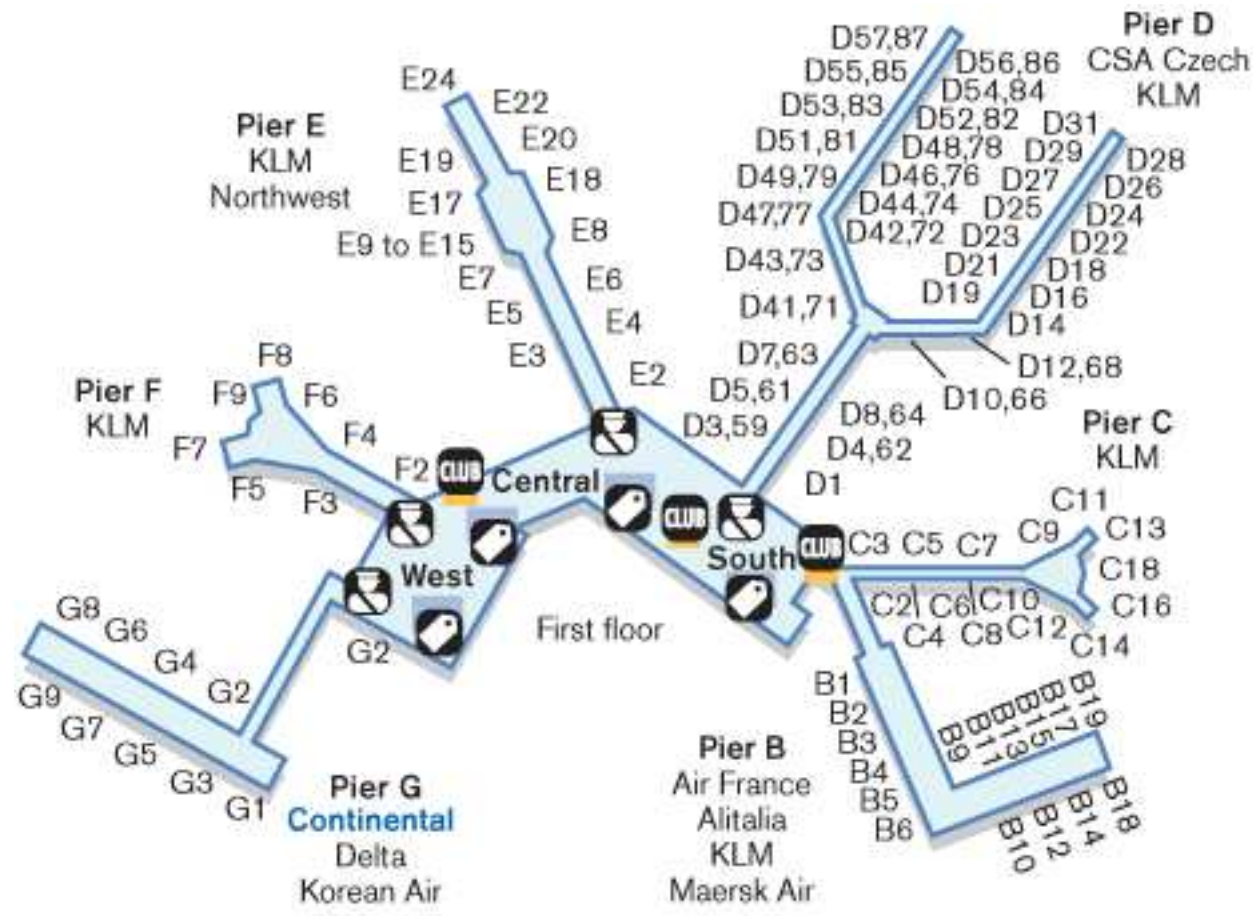 Pier D
CSA Czech
KLM
D57,87
D55,85
D53,83
D51,81
D49,79
D47,77
D43,73
D41,71
D7,63
D5,61
D3,59
D56,86
D54,84
D52,82
D48,78
D46,76
D44,74
D42,72
D31
D29
D27
D25
D23
D21
D19
D28
D26
D24
D22
D18
D16
D14
D12,68
D10,66
D8,64
D4,62
D1
Pier E
KLM
Northwest
E24
E22
E20
E19
E18
E17
E9 to E15
E8
E7
E6
E5
E4
E3
E2
Pier F
KLM
F8
F9
F6
F7
F4
F5
F3
F2
CLUB
Central
CLUB
South
CLUB
West
First floor
Pier C
KLM
C3
C5
C7
C9
C11
C13
C18
C16
C14
C2
C4
C6
C8
C10
C12
G2
G8
G6
G4
G2
G9
G7
G5
G3
G1
Pier G
Continental
Delta
Korean Air
Pier B
Air France
Alitalia
KLM
Maersk Air
B1
B2
B3
B4
B5
B6
B9
B11
B13
B15
B17
B19
B10
B12
B14
B18